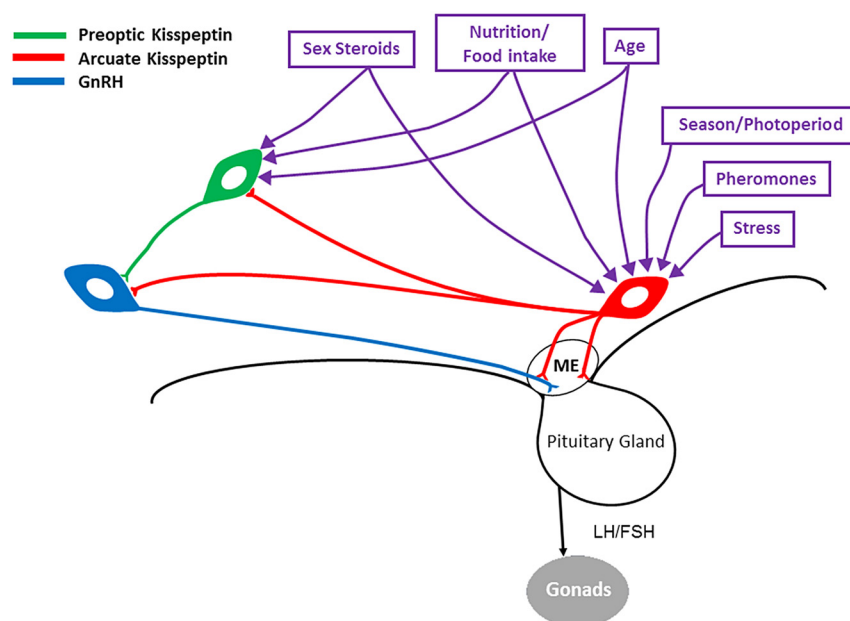 Preoptic Kisspeptin
Arcuate Kisspeptin
GnRH
Sex Steroids
Nutrition/
Food intake
Age
Season/Photoperiod
Pheromones
Stress
ME
Pituitary Gland
LH/FSH
Gonads